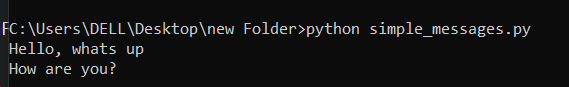 FC:\Users\DELL\Desktop\new Folder>python simple_messages.py
Hello, whats up
How are you?